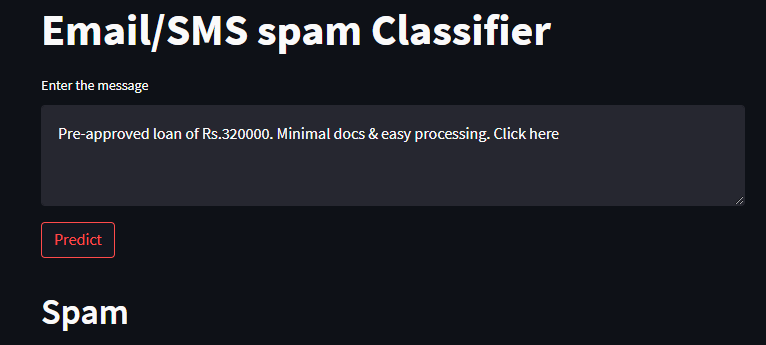 Email/SMS spam Classifier
Enter the message
Pre-approved loan of Rs.320000. Minimal docs & easy processing. Click here
Predict
Spam